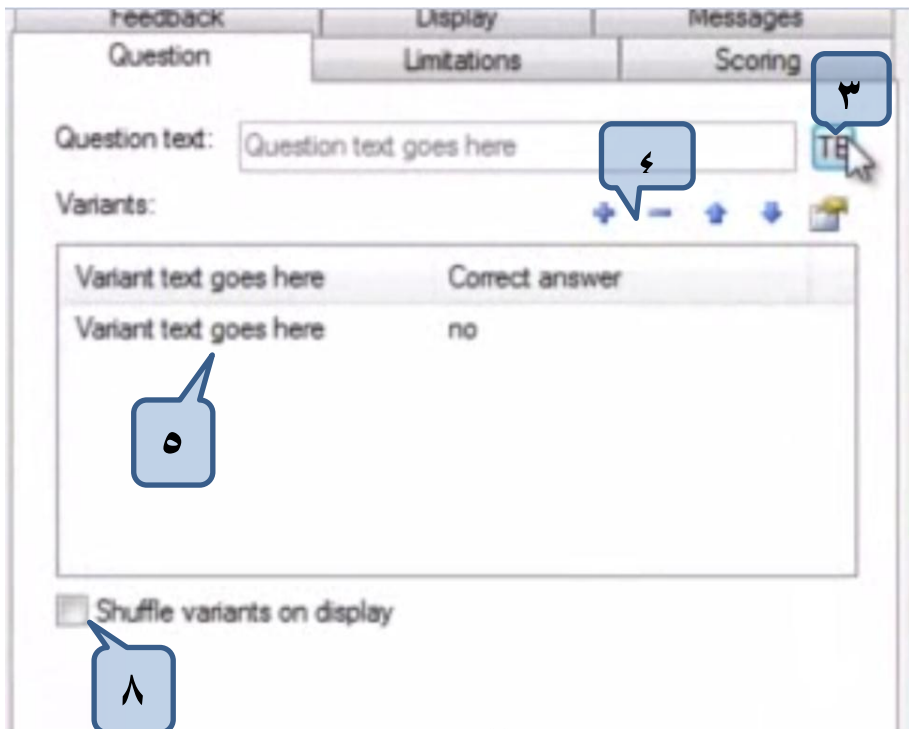 Feedback Display Messages
Question Limitations Scoring
٣
Question text: Question text goes here TE
٤
Variants:
Variant text goes here Correct answer
Variant text goes here no
٥
Shuffle variants on display
٨